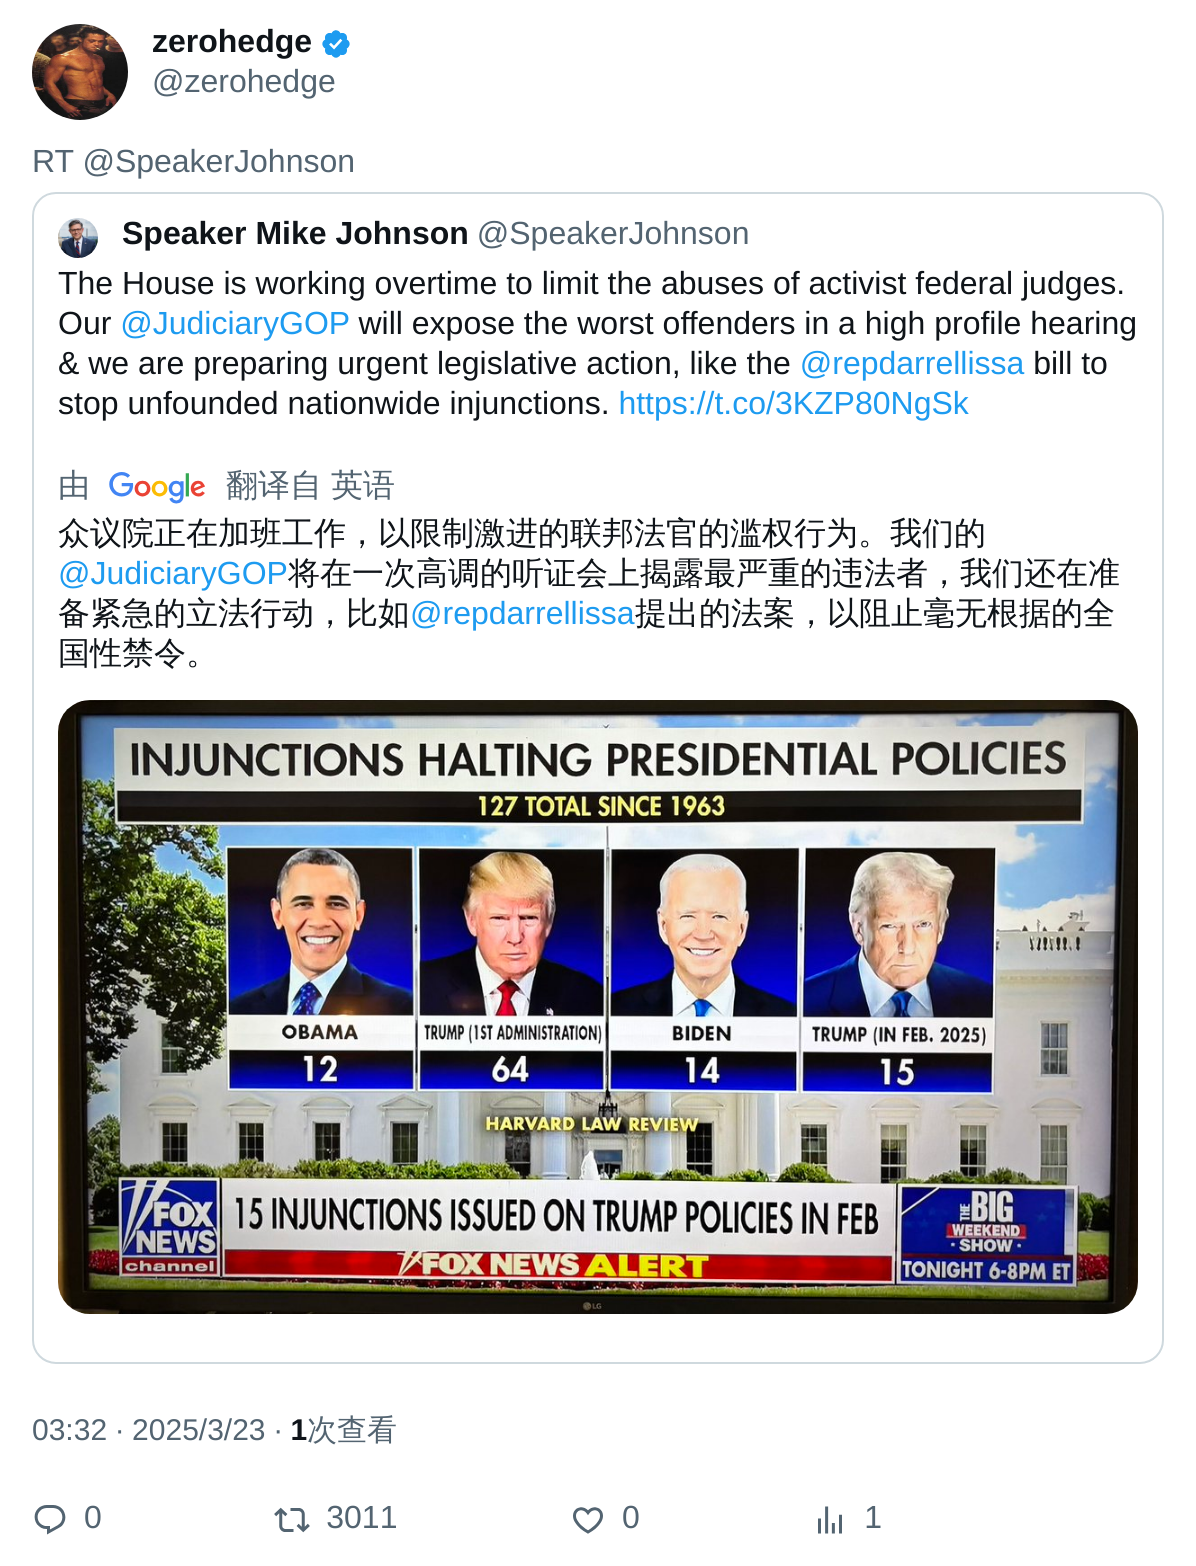 zerohedge
@zerohedge
RT @SpeakerJohnson
Speaker Mike Johnson @SpeakerJohnson
The House is working overtime to limit the abuses of activist federal judges.
Our @JudiciaryGOP will expose the worst offenders in a high profile hearing
& we are preparing urgent legislative action, like the @repdarrellissa bill to
stop unfounded nationwide injunctions. https://t.co/3KZP80NgSk
由 Google 翻译自 英语
众议院正在加班工作，以限制激进的联邦法官的滥权行为。我们的
@JudiciaryGOP将在一次高调的听证会上揭露最严重的违法者，我们还在准
备紧急的立法行动，比如@repdarrellissa提出的法案，以阻止毫无根据的全
国性禁令。
INJUNCTIONS HALTING PRESIDENTIAL POLICIES
127 TOTAL SINCE 1963
OBAMA TRUMP (1ST ADMINISTRATION) BIDEN TRUMP (IN FEB. 2025)
12 64 14 15
HARVARD LAW REVIEW
FOX NEWS channel
15 INJUNCTIONS ISSUED ON TRUMP POLICIES IN FEB
FOX NEWS ALERT
THE BIG WEEKEND SHOW
TONIGHT 6-8PM ET
LG
03:32 · 2025/3/23 · 1次查看
0 3011 0 1